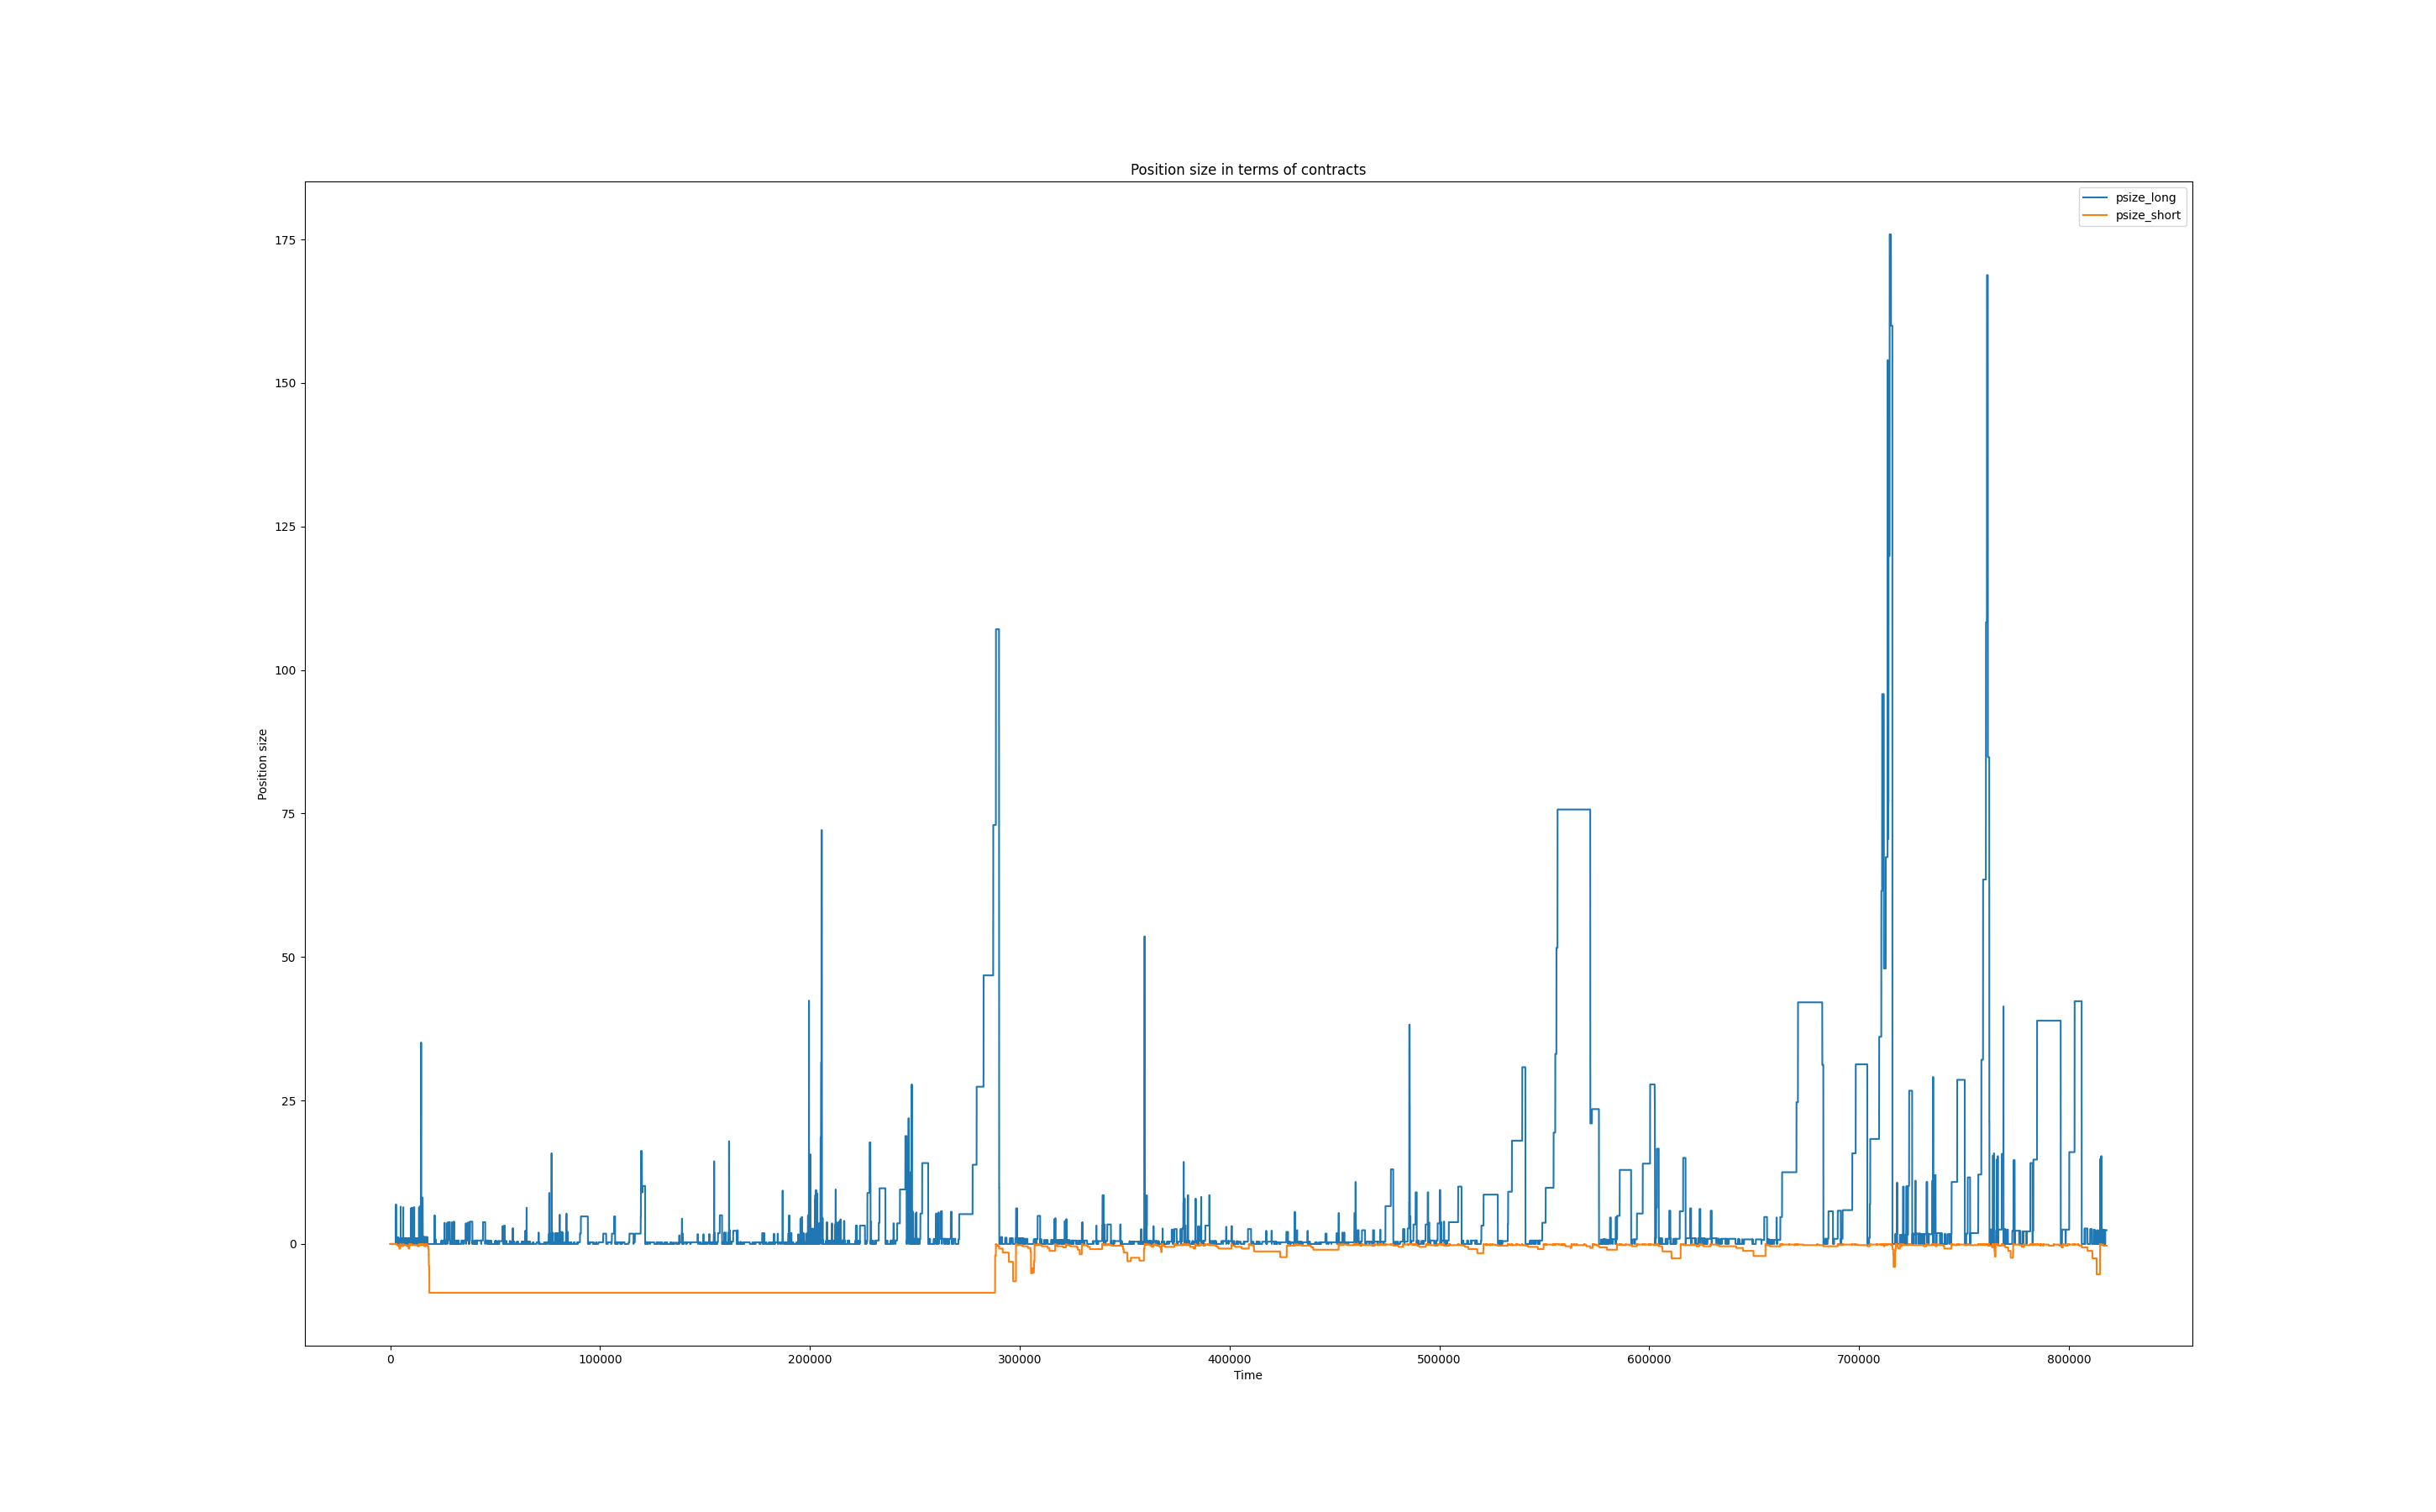 Position size in terms of contracts
psize_long
psize_short
175
150
125
100
75
50
25
0
Position size
0 100000 200000 300000 400000 500000 600000 700000 800000
Time